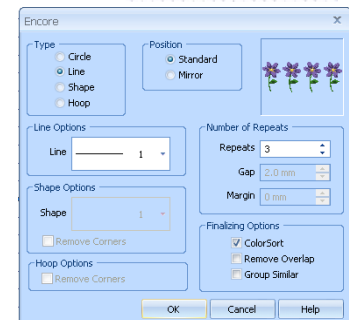 Encore x
Type
Circle
Line
Shape
Hoop
Position
Standard
Mirror
Line Options
Line 1
Number of Repeats
Repeats 3
Gap 2.0 mm
Margin 0 mm
Shape Options
Shape 1
Remove Corners
Finalizing Options
ColorSort
Remove Overlap
Group Similar
Hoop Options
Remove Corners
OK Cancel Help